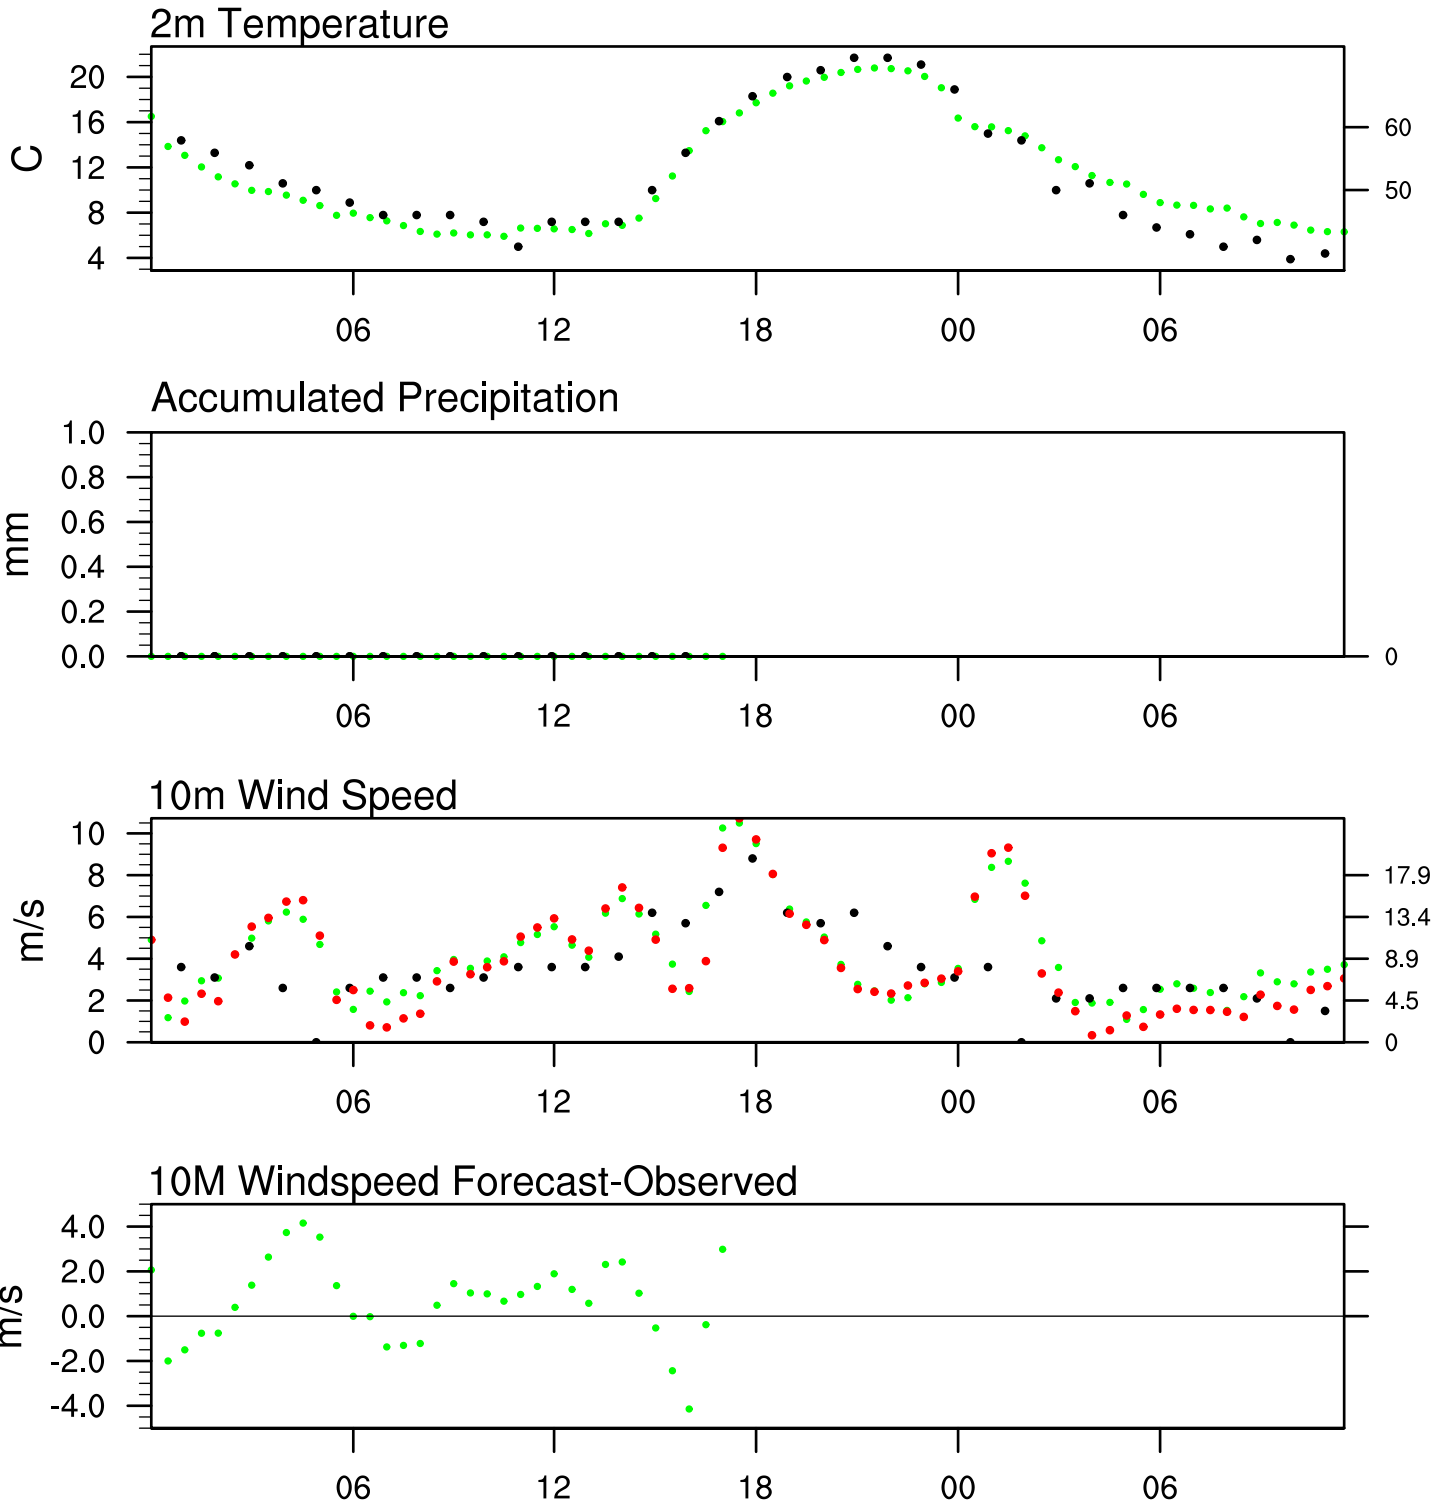 2m Temperature
20
16
12
8
4
C
60
50
06 12 18 00 06
Accumulated Precipitation
1.0
0.8
0.6
0.4
0.2
0.0
mm
0
06 12 18 00 06
10m Wind Speed
10
8
6
4
2
0
m/s
17.9
13.4
8.9
4.5
0
06 12 18 00 06
10M Windspeed Forecast-Observed
4.0
2.0
0.0
-2.0
-4.0
m/s
06 12 18 00 06